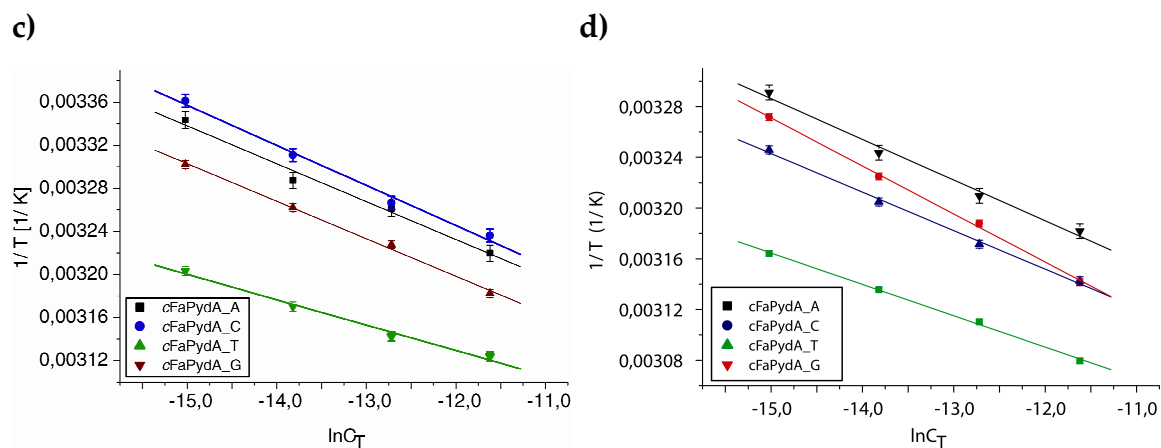 c)
1/T [1/K]
0,00336
0,00332
0,00328
0,00324
0,00320
0,00316
0,00312
cFaPydA_A
cFaPydA_C
cFaPydA_T
cFaPydA_G
-15,0
-14,0
-13,0
-12,0
-11,0
lnCT
d)
1/T (1/K)
0,00328
0,00324
0,00320
0,00316
0,00312
0,00308
cFaPydA_A
cFaPydA_C
cFaPydA_T
cFaPydA_G
-15,0
-14,0
-13,0
-12,0
-11,0
lnCT